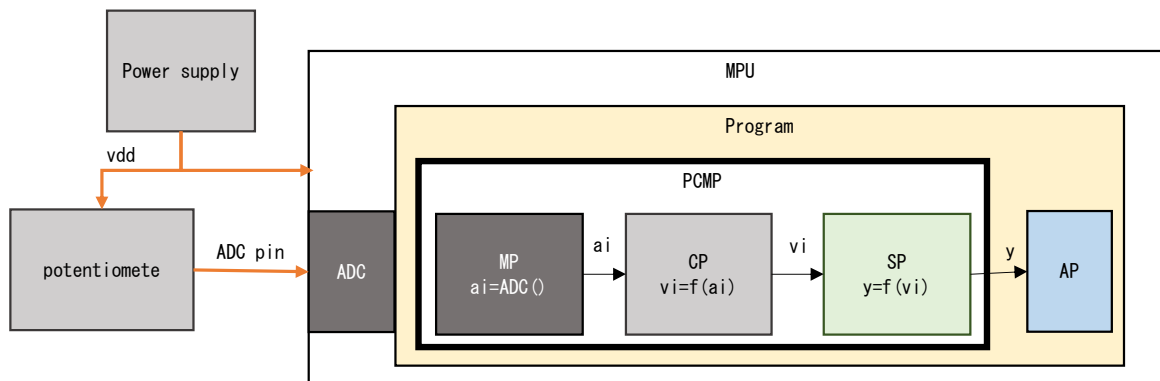 Power supply
MPU
Program
vdd
PCMP
potentiomete
ADC pin
ADC
MP
ai=ADC()
ai
CP
vi=f(ai)
vi
SP
y=f(vi)
y
AP